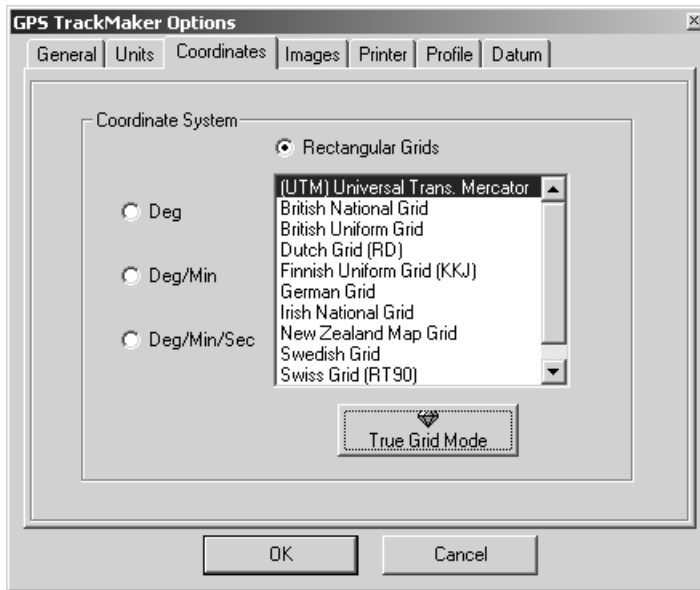 GPS TrackMaker Options
General Units Coordinates Images Printer Profile Datum
Coordinate System
Rectangular Grids
Deg
Deg/Min
Deg/Min/Sec
(UTM) Universal Trans. Mercator
British National Grid
British Uniform Grid
Dutch Grid (RD)
Finnish Uniform Grid (KKJ)
German Grid
Irish National Grid
New Zealand Map Grid
Swedish Grid
Swiss Grid (RT90)
True Grid Mode
OK Cancel